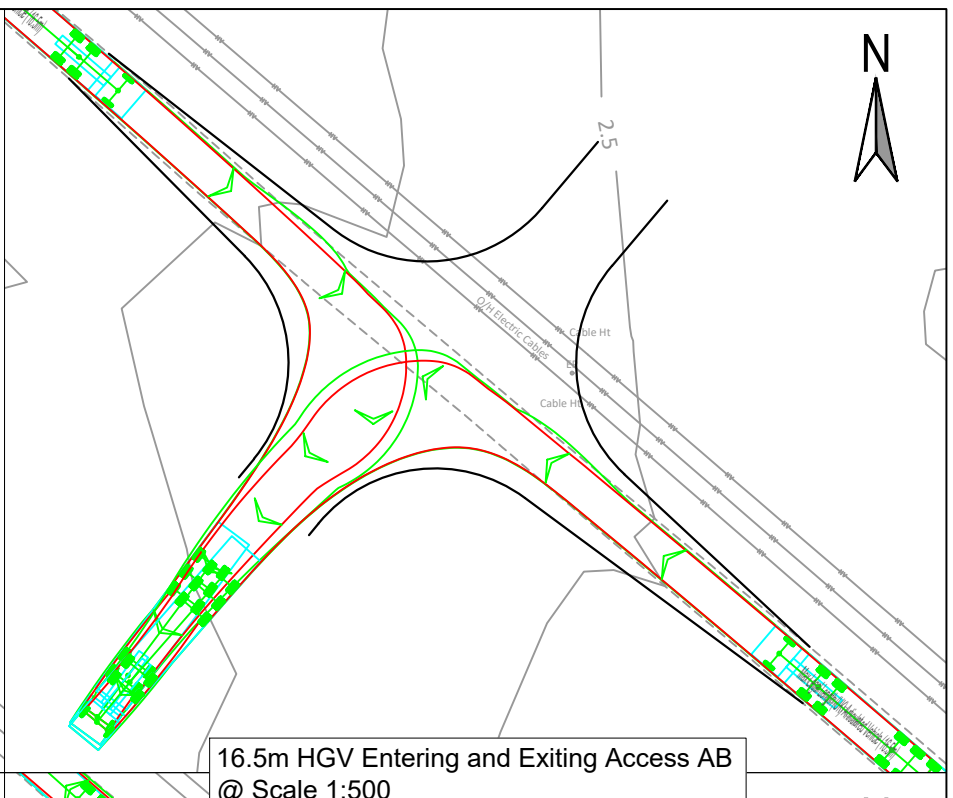 N
2.5
O/H Electric Cables
Cable Ht
Cable Ht
16.5m HGV Entering and Exiting Access AB
@ Scale 1:500